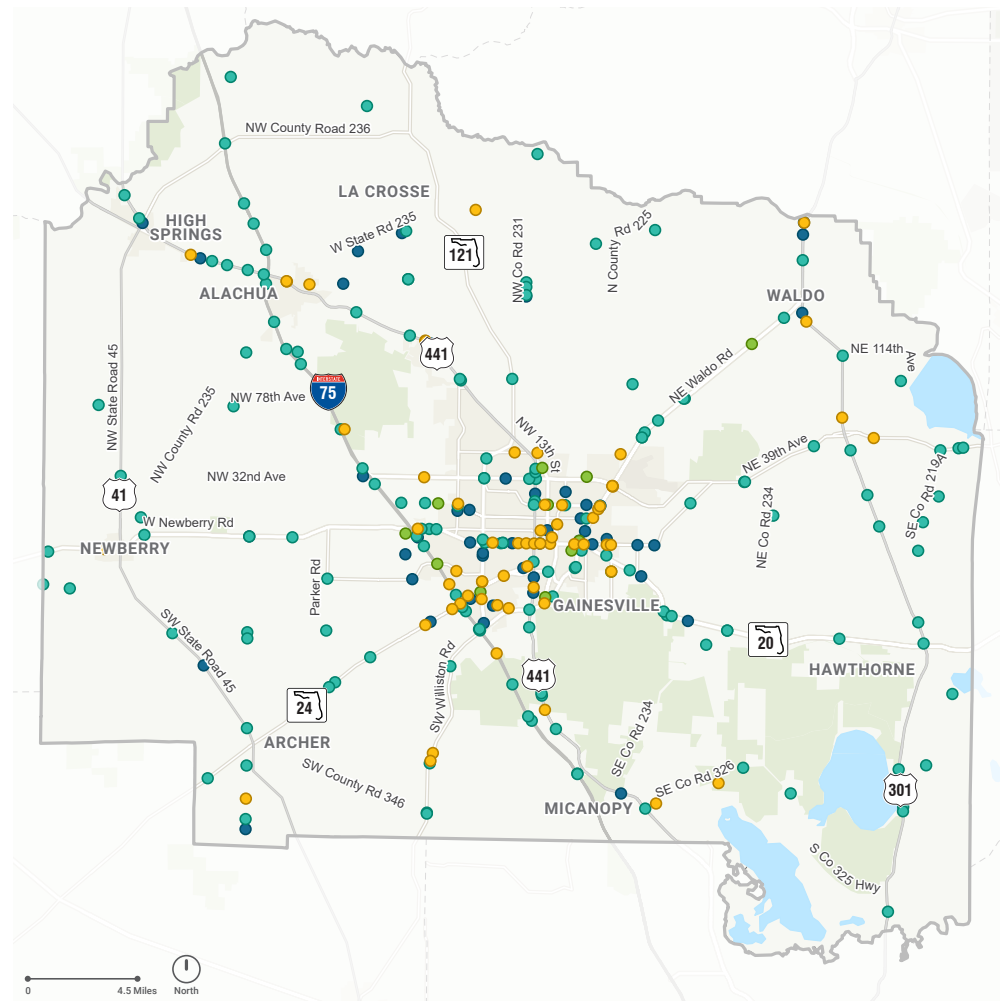 NW County Road 236
LA CROSSE
HIGH
SPRINGS
W State Rd 235
121
NW Co Rd 231
N County
Rd 225
ALACHUA
WALDO
441
NE 114th
Ave
NW State Road 45
NW County Rd 235
INTERSTATE
75
NW 78th Ave
NE Waldo Rd
NW 13th St
NE 39th Ave
NW 32nd Ave
41
W Newberry Rd
NEWBERRY
NE Co Rd 234
SE Co Rd 219A
Parker Rd
GAINESVILLE
SW State Road 45
20
HAWTHORNE
441
24
SW Williston Rd
ARCHER
SE Co Rd 234
SW County Rd 346
SE Co Rd 326
MICANOPY
301
S Co 325 Hwy
0
4.5 Miles
North